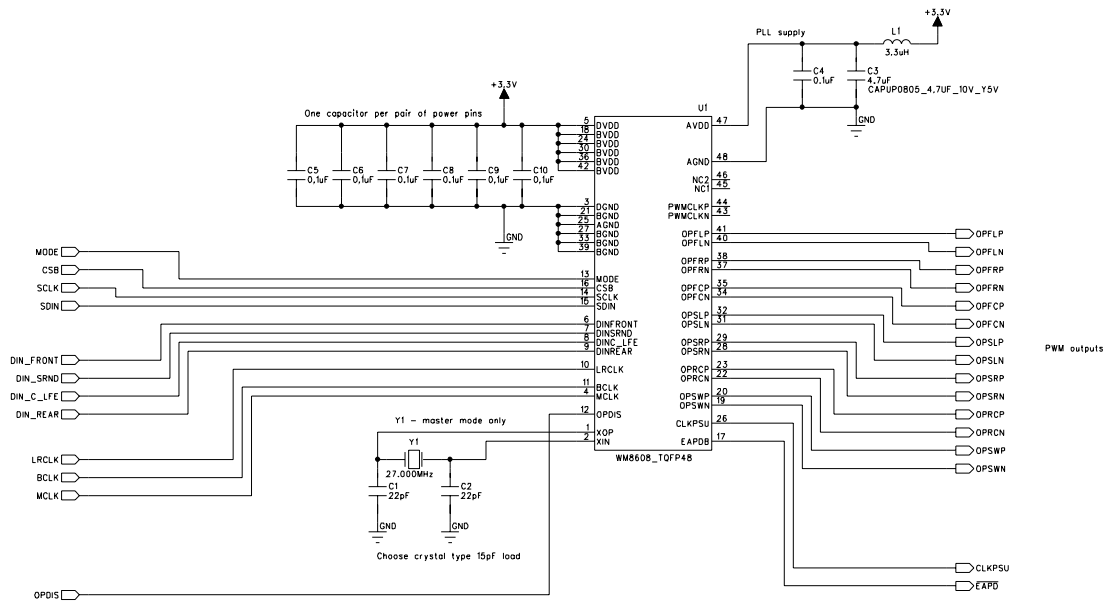 +3.3V
PLL supply
L1
3.3uH
C4
0.1uF
C3
4.7uF
CAPUP0805_4.7UF_10V_Y5V
GND
+3.3V
One capacitor per pair of power pins
C5
0.1uF
C6
0.1uF
C7
0.1uF
C8
0.1uF
C9
0.1uF
C10
0.1uF
GND
U1
5 DVDD
18 BVDD
24 BVDD
30 BVDD
36 BVDD
42 BVDD
3 DGND
21 BGND
25 AGND
27 BGND
33 BGND
39 BGND
13 MODE
16 CSB
14 SCLK
15 SDIN
6 DINFRONT
7 DINSRND
8 DINC_LFE
9 DINREAR
10 LRCLK
11 BCLK
4 MCLK
12 OPDIS
1 XOP
2 XIN
AVDD 47
AGND 48
NC2 46
NC1 45
PWMCLKP 44
PWMCLKN 43
OPFLP 41
OPFLN 40
OPFRP 38
OPFRN 37
OPFCP 35
OPFCN 34
OPSLP 32
OPSLN 31
OPSRP 29
OPSRN 28
OPRCP 23
OPRCN 22
OPSWP 20
OPSWN 19
CLKPSU 26
EAPDB 17
WM8608_TQFP48
MODE
CSB
SCLK
SDIN
DIN_FRONT
DIN_SRND
DIN_C_LFE
DIN_REAR
LRCLK
BCLK
MCLK
OPDIS
Y1 - master mode only
Y1
27.000MHz
C1
22pF
C2
22pF
GND
GND
Choose crystal type 15pF load
OPFLP
OPFLN
OPFRP
OPFRN
OPFCP
OPFCN
OPSLP
OPSLN
OPSRP
OPSRN
OPRCP
OPRCN
OPSWP
OPSWN
CLKPSU
EAPD
PWM outputs